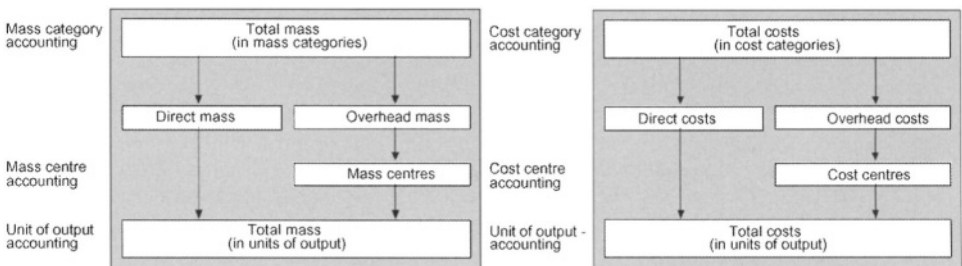 Mass category
accounting
Total mass
(in mass categories)
Direct mass
Overhead mass
Mass centre
accounting
Mass centres
Unit of output
accounting
Total mass
(in units of output)
Cost category
accounting
Total costs
(in cost categories)
Direct costs
Overhead costs
Cost centre
accounting
Cost centres
Unit of output -
accounting
Total costs
(in units of output)